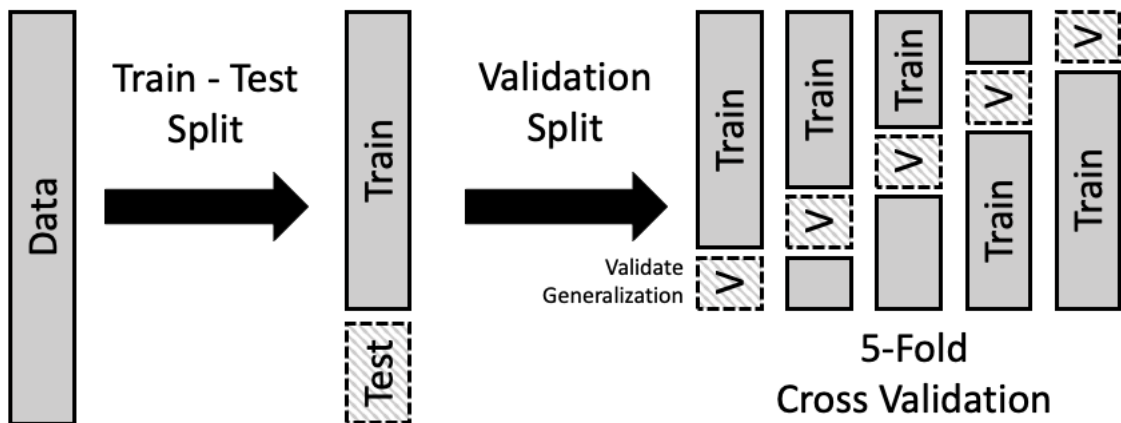 Data
Train - Test
Split
Train
Test
Validation
Split
Validate
Generalization
Train
V
Train
V
Train
V
V
Train
V
Train
5-Fold
Cross Validation